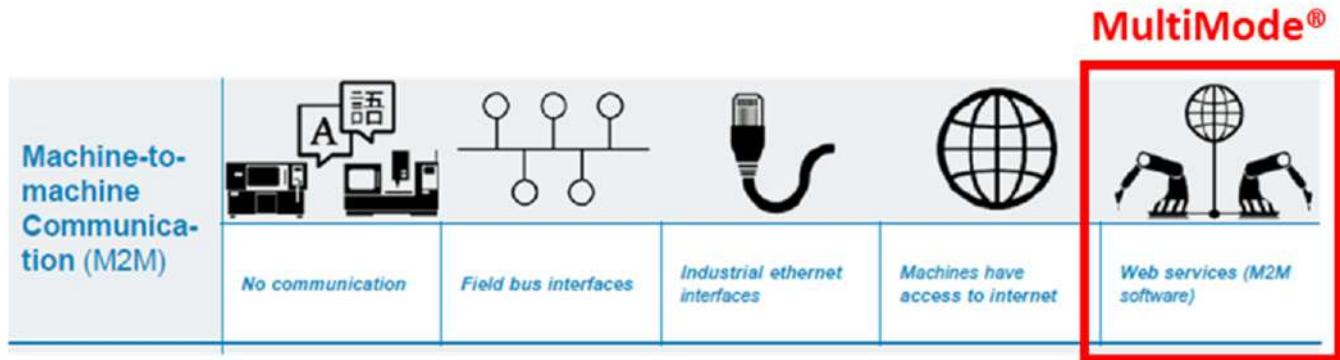 MultiMode®
Machine-to-
machine
Communica-
tion (M2M)
A
語
No communication
Field bus interfaces
Industrial ethernet
interfaces
Machines have
access to internet
Web services (M2M
software)